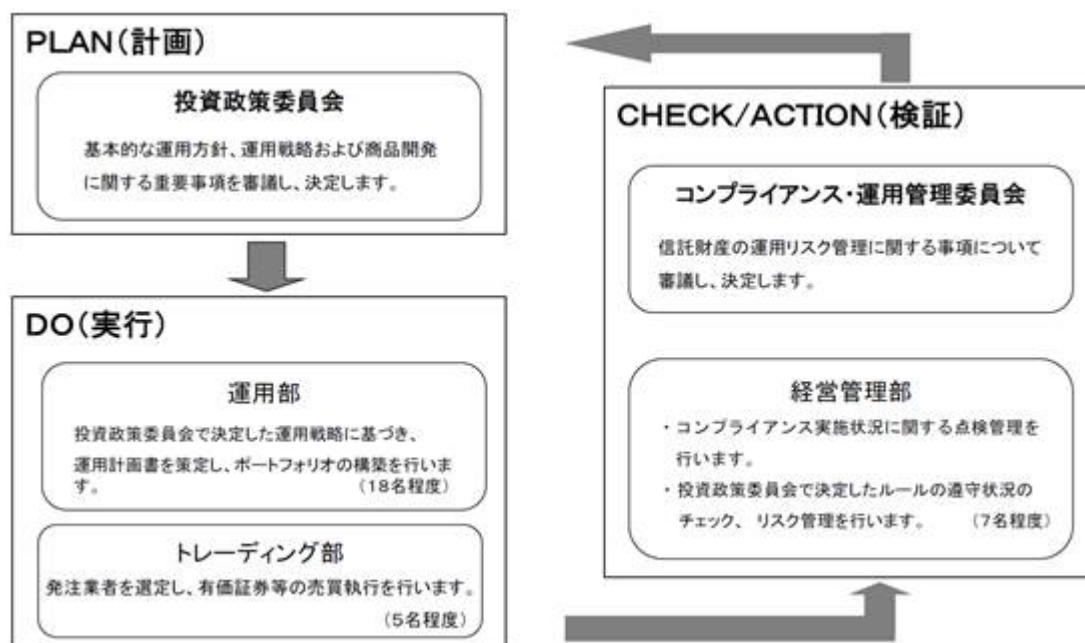 PLAN(計画)
投資政策委員会
基本的な運用方針、運用戦略および商品開発
に関する重要事項を審議し、決定します。
DO(実行)
運用部
投資政策委員会で決定した運用戦略に基づき、
運用計画書を策定し、ポートフォリオの構築を行いま
す。 (18名程度)
トレーディング部
発注業者を選定し、有価証券等の売買執行を行います。
(5名程度)
CHECK/ACTION(検証)
コンプライアンス・運用管理委員会
信託財産の運用リスク管理に関する事項について
審議し、決定します。
経営管理部
・コンプライアンス実施状況に関する点検管理を
行います。
・投資政策委員会で決定したルールの遵守状況の
チェック、 リスク管理を行います。 (7名程度)